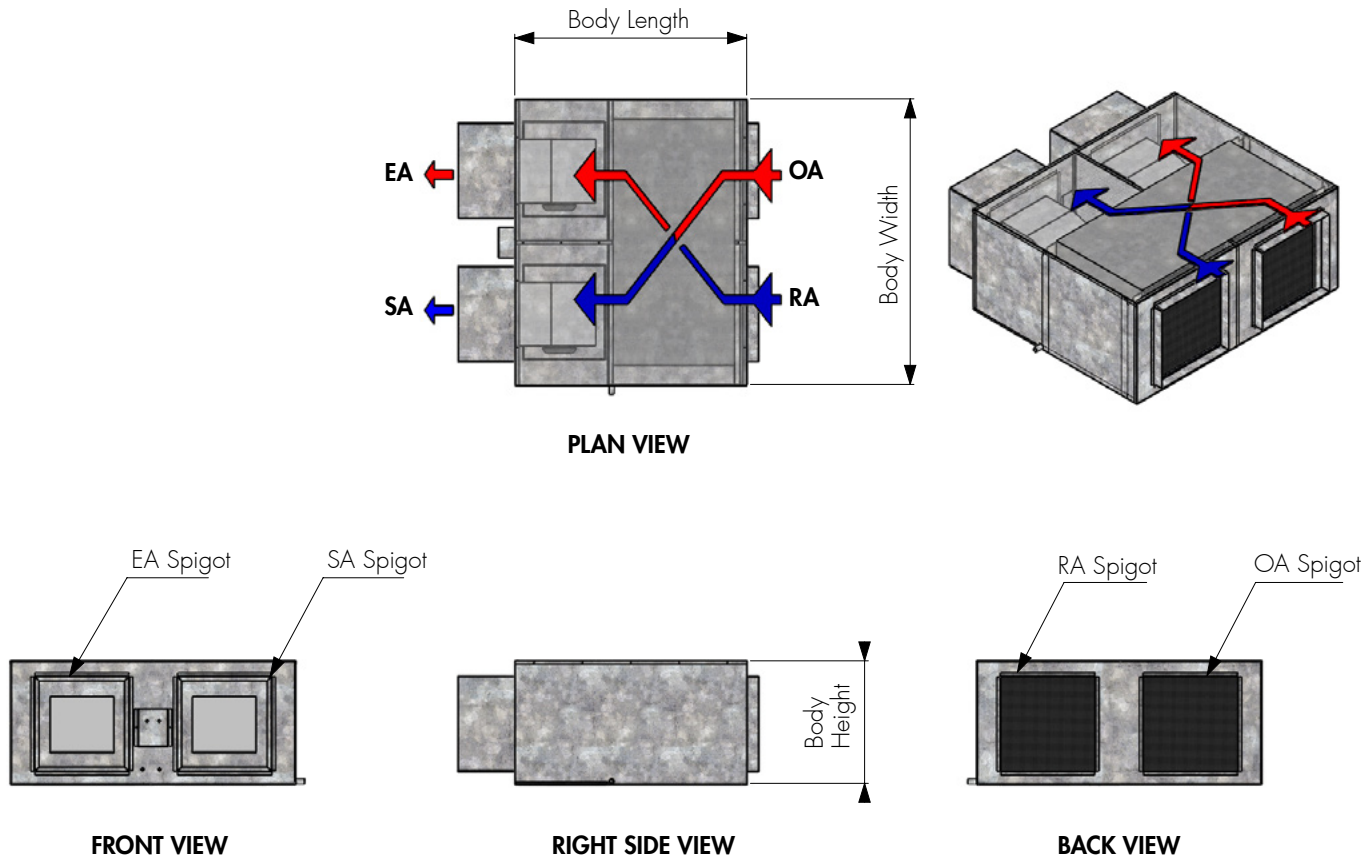 Body Length
EA
OA
Body Width
SA
RA
PLAN VIEW
EA Spigot
SA Spigot
RA Spigot
OA Spigot
Body
Height
FRONT VIEW
RIGHT SIDE VIEW
BACK VIEW